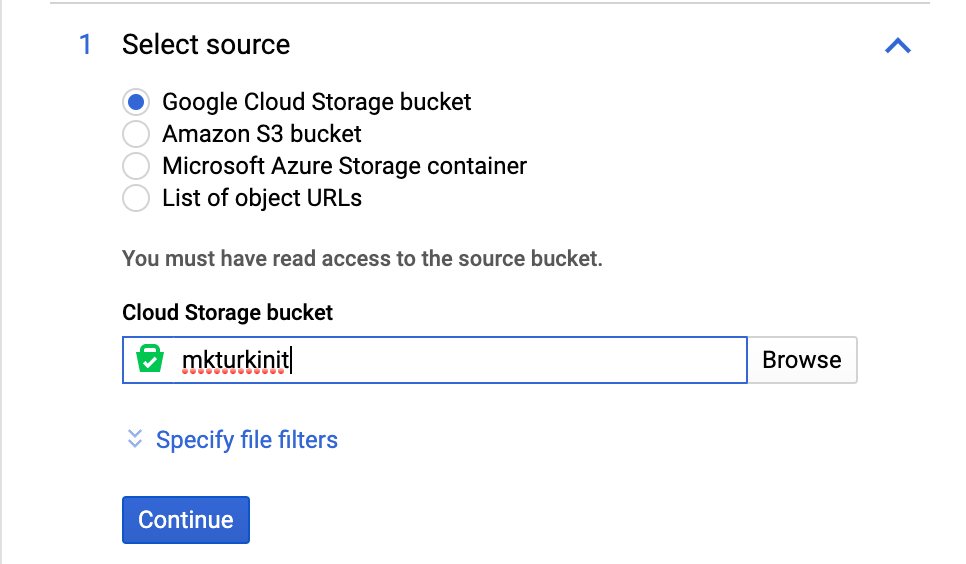 1 Select source
Google Cloud Storage bucket
Amazon S3 bucket
Microsoft Azure Storage container
List of object URLs
You must have read access to the source bucket.
Cloud Storage bucket
mkturkinit Browse
Specify file filters
Continue